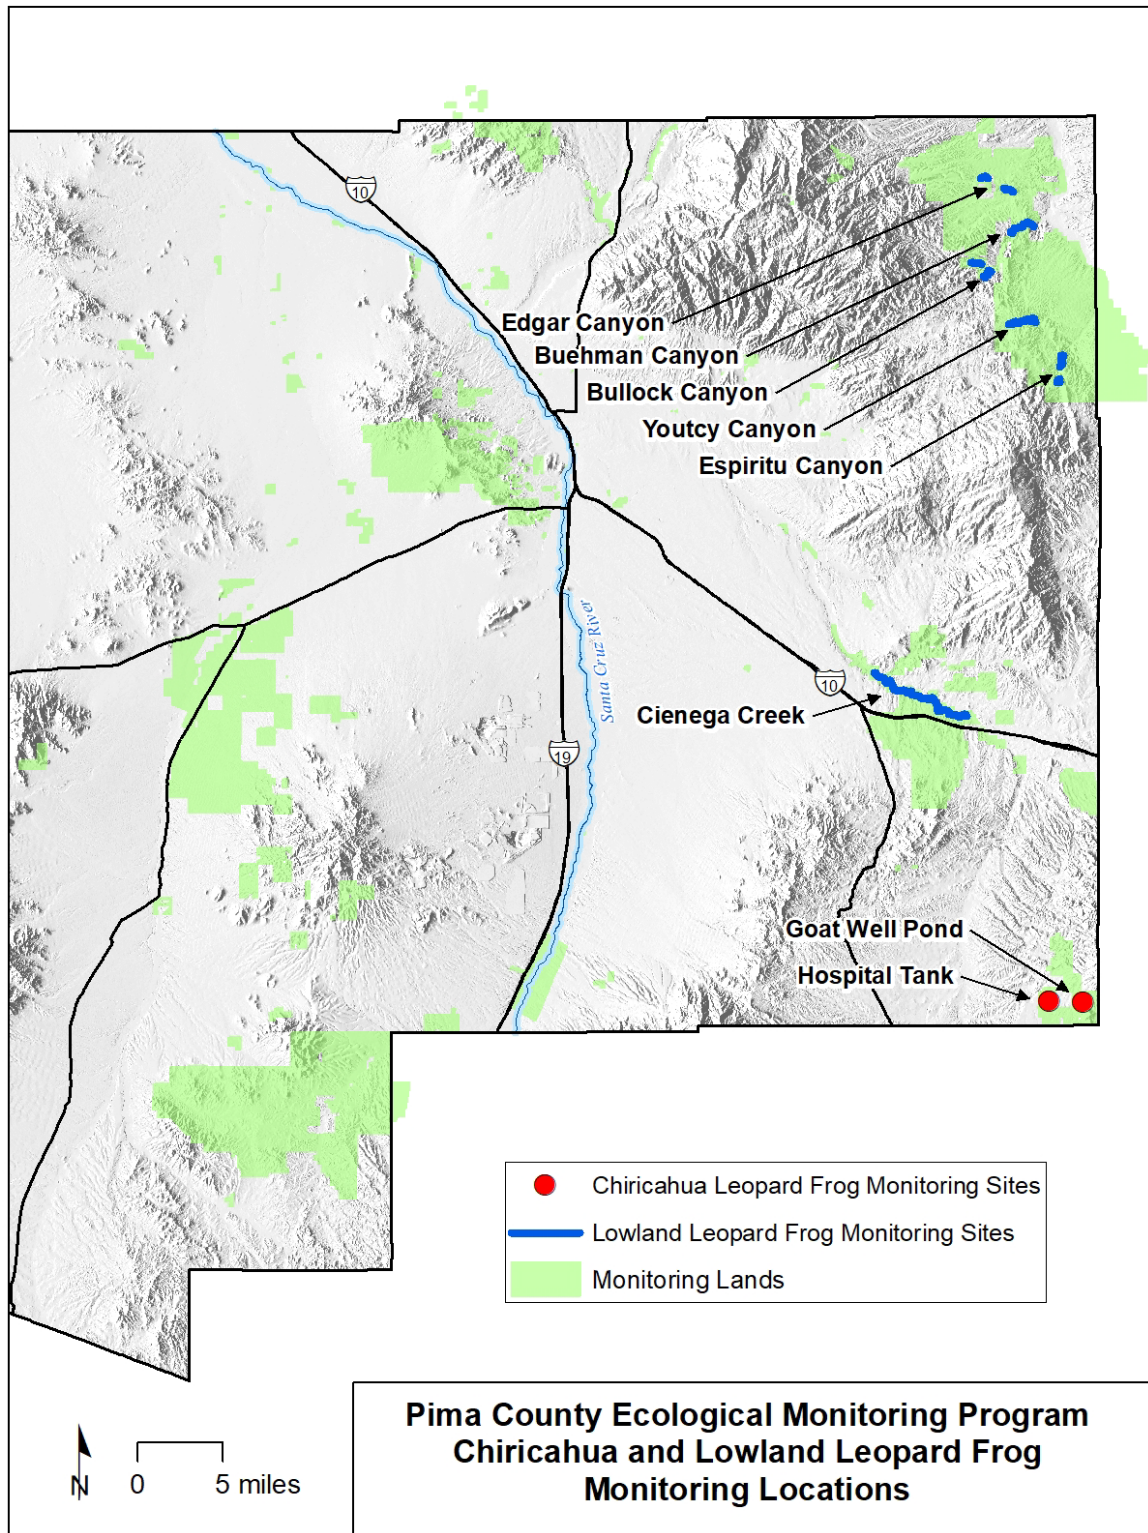 10
Edgar Canyon
Buehman Canyon
Bullock Canyon
Youtcy Canyon
Espiritu Canyon
Santa Cruz River
10
Cienega Creek
19
Goat Well Pond
Hospital Tank
Chiricahua Leopard Frog Monitoring Sites
Lowland Leopard Frog Monitoring Sites
Monitoring Lands
N
0 5 miles
Pima County Ecological Monitoring Program
Chiricahua and Lowland Leopard Frog
Monitoring Locations